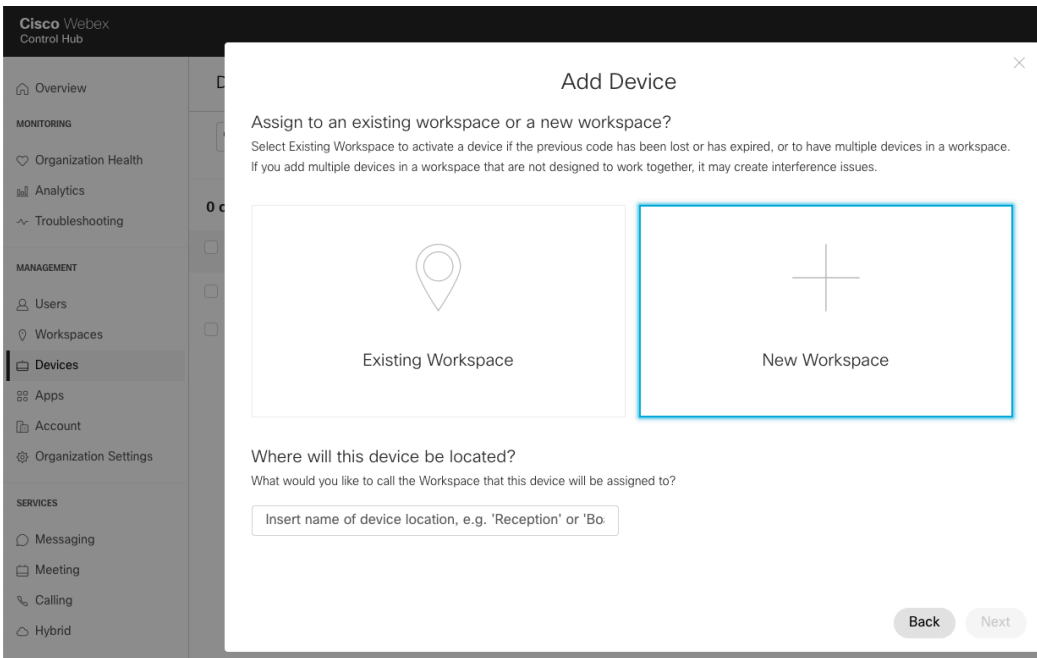 Cisco Webex
Control Hub
Overview
MONITORING
Organization Health
Analytics
Troubleshooting
MANAGEMENT
Users
Workspaces
Devices
Apps
Account
Organization Settings
SERVICES
Messaging
Meeting
Calling
Hybrid
Add Device
Assign to an existing workspace or a new workspace?
Select Existing Workspace to activate a device if the previous code has been lost or has expired, or to have multiple devices in a workspace.
If you add multiple devices in a workspace that are not designed to work together, it may create interference issues.
Existing Workspace
New Workspace
Where will this device be located?
What would you like to call the Workspace that this device will be assigned to?
Insert name of device location, e.g. 'Reception' or 'Bo
Back
Next